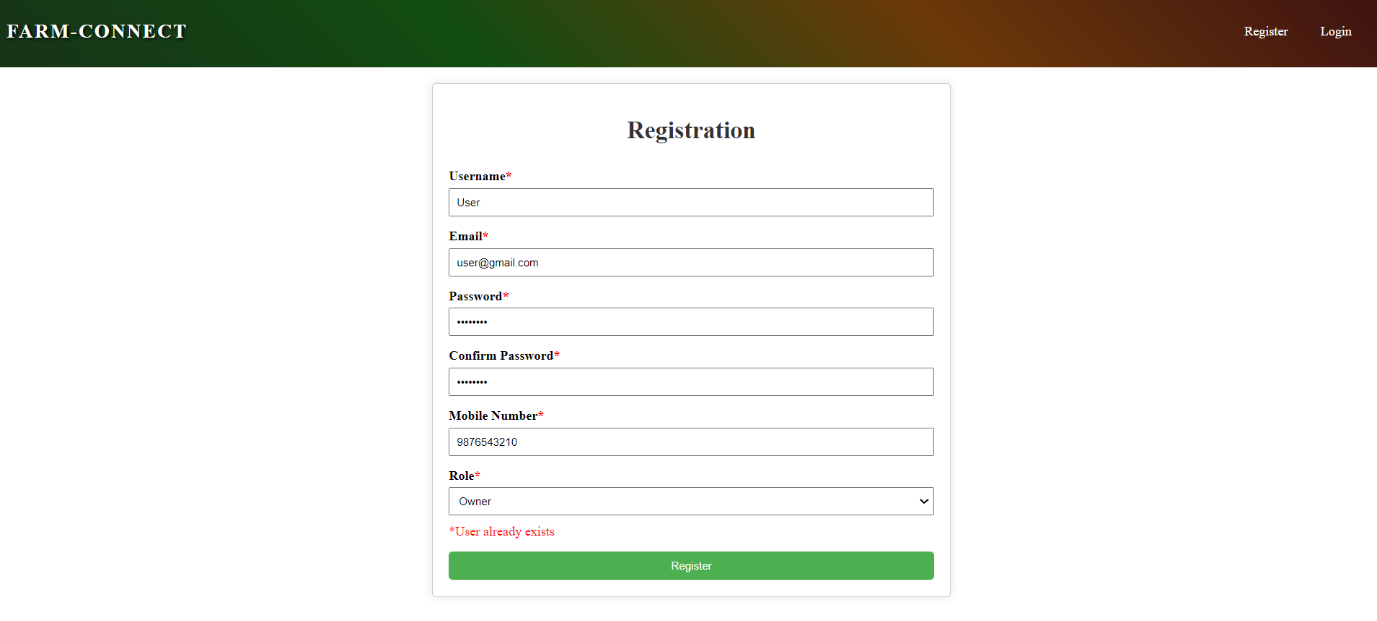 FARM-CONNECT
Register
Login
Registration
Username*
User
Email*
user@gmail.com
Password*
••••••••
Confirm Password*
••••••••
Mobile Number*
9876543210
Role*
Owner
*User already exists
Register